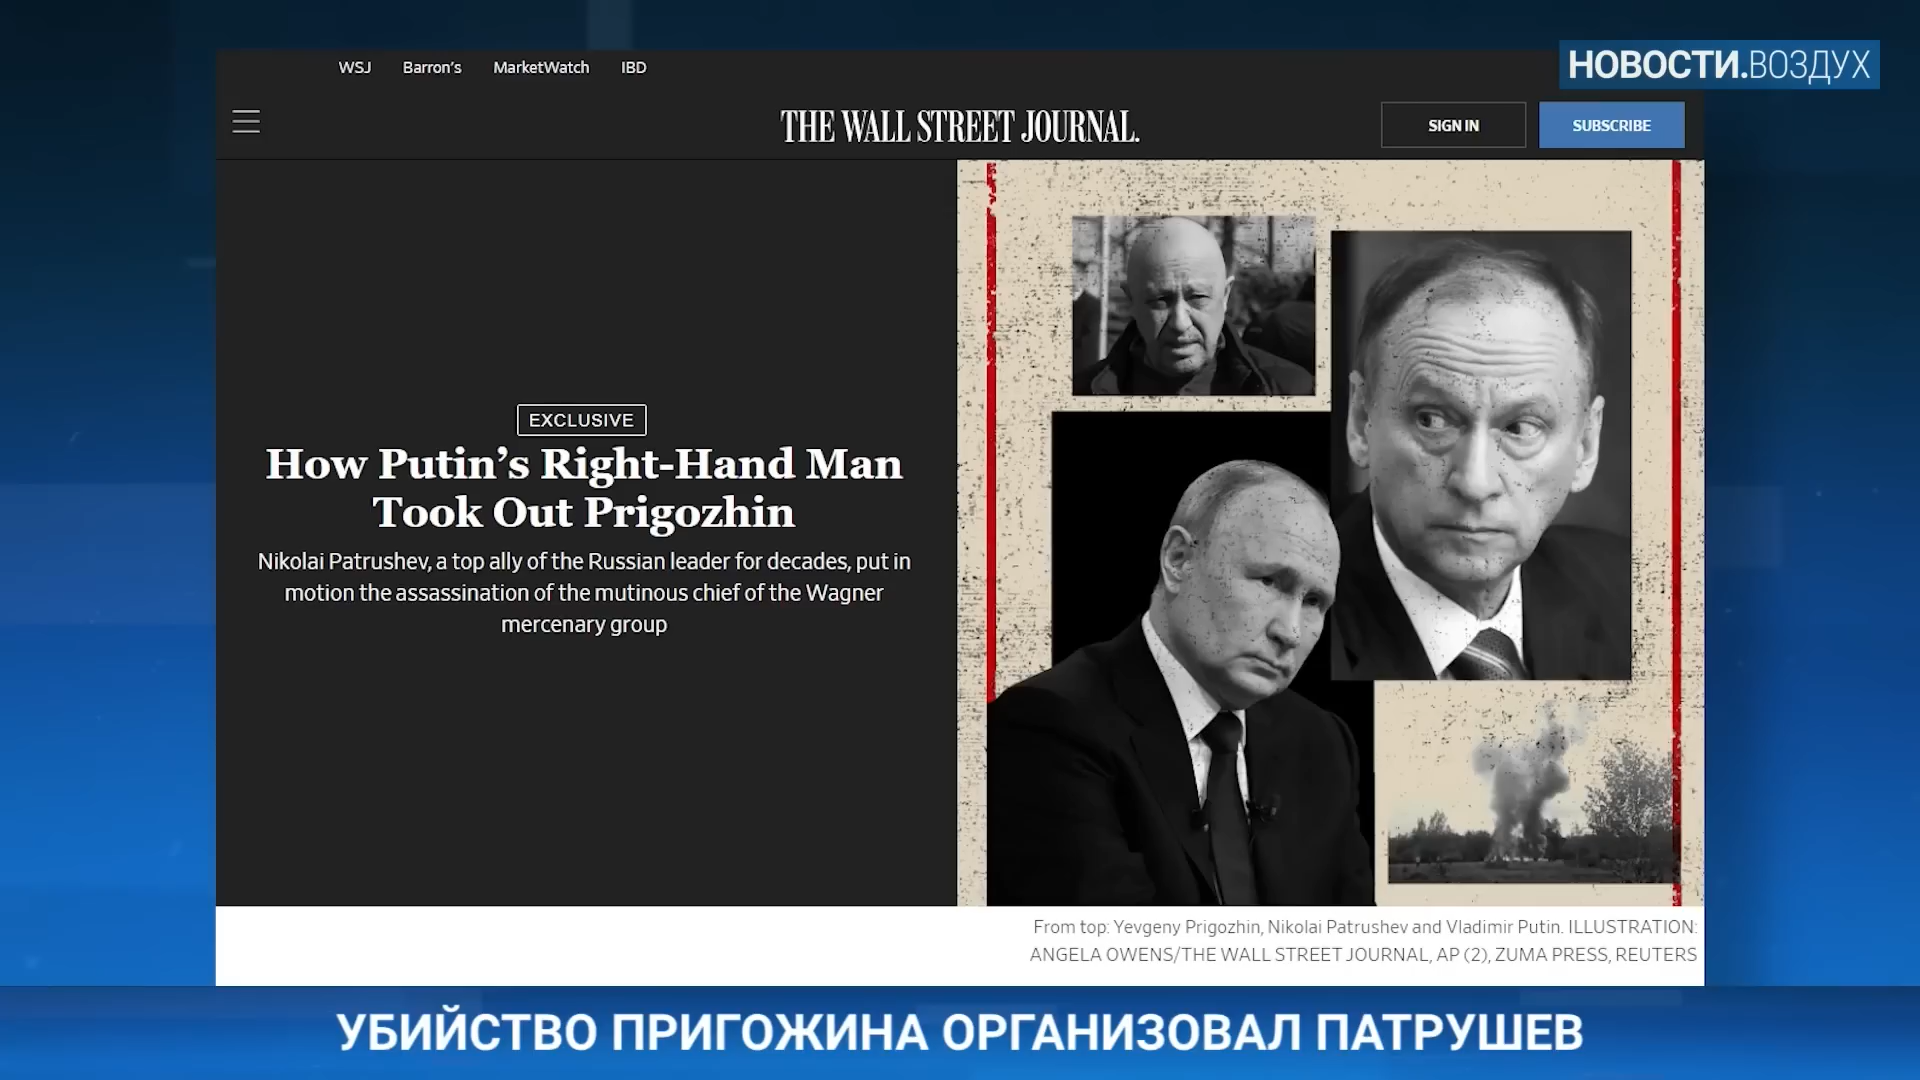 НОВОСТИ.ВОЗДУХ
WSJ Barron's MarketWatch IBD
THE WALL STREET JOURNAL.
SIGN IN
SUBSCRIBE
EXCLUSIVE
How Putin’s Right-Hand Man
Took Out Prigozhin
Nikolai Patrushev, a top ally of the Russian leader for decades, put in
motion the assassination of the mutinous chief of the Wagner
mercenary group
From top: Yevgeny Prigozhin, Nikolai Patrushev and Vladimir Putin. ILLUSTRATION:
ANGELA OWENS/THE WALL STREET JOURNAL, AP (2), ZUMA PRESS, REUTERS
УБИЙСТВО ПРИГОЖИНА ОРГАНИЗОВАЛ ПАТРУШЕВ